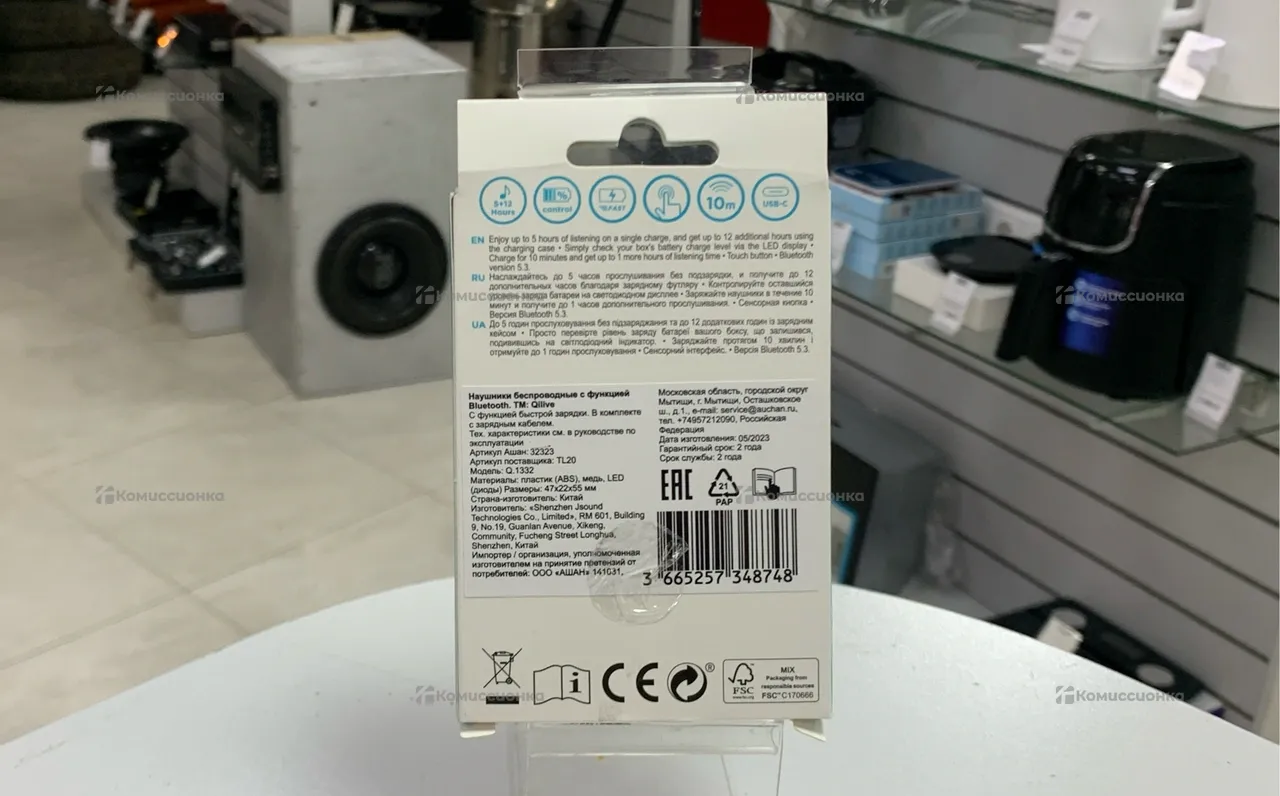 Комиссионка
Комиссионка
5+12
Hours
%
control
FAST
10m
USB-C
EN Enjoy up to 5 hours of listening on a single charge, and get up to 12 additional hours using
the charging case • Simply check your box's battery charge level via the LED display •
Charge for 10 minutes and get up to 1 more hours of listening time • Touch button • Bluetooth
version 5.3.
RU Наслаждайтесь до 5 часов прослушивания без подзарядки, и получите до 12
дополнительных часов благодаря зарядному футляру • Контролируйте оставшийся
уровень заряда батареи на светодиодном дисплее • Заряжайте наушники в течение 10
минут и получите до 1 часов дополнительного прослушивания • Сенсорная кнопка •
Версия Bluetooth 5.3.
UA До 5 годин прослуховування без підзаряджання та до 12 додаткових годин із зарядним
кейсом • Просто перевірте рівень заряду батареї вашого боксу, що залишився,
подивившись на світлодіодний індикатор. • Заряджайте протягом 10 хвилин і
отримуйте до 1 годин прослуховування • Сенсорний інтерфейс. • Версія Bluetooth 5.3.
Комиссионка
Комиссионка
Наушники беспроводные с функцией
Bluetooth. ТМ: Qilive
С функцией быстрой зарядки. В комплекте
с зарядным кабелем.
Тех. характеристики см. в руководстве по
эксплуатации
Артикул Ашан: 32323
Артикул поставщика: TL20
Модель: Q.1332
Материалы: пластик (ABS), медь, LED
(диоды) Размеры: 47x22x55 мм
Страна-изготовитель: Китай
Изготовитель: «Shenzhen Jsound
Technologies Co., Limited», RM 601, Building
9, No.19, Guanlan Avenue, Xikeng,
Community, Fucheng Street Longhua,
Shenzhen, Китай
Импортер / организация, уполномоченная
изготовителем на принятие претензий от
потребителей: ООО «АШАН» 141031,
Московская область, городской округ
Мытищи, г. Мытищи, Осташковское
ш., д.1., e-mail: service@auchan.ru,
тел. +74957212090, Российская
Федерация
Дата изготовления: 05/2023
Гарантийный срок: 2 года
Срок службы: 2 года
EAC
21
PAP
3 665257 348748
Комиссионка
Комиссионка
CE
®
FSC
www.fsc.org
MIX
Packaging from
responsible sources
FSC™ C170666
Комиссионка
Комиссионка